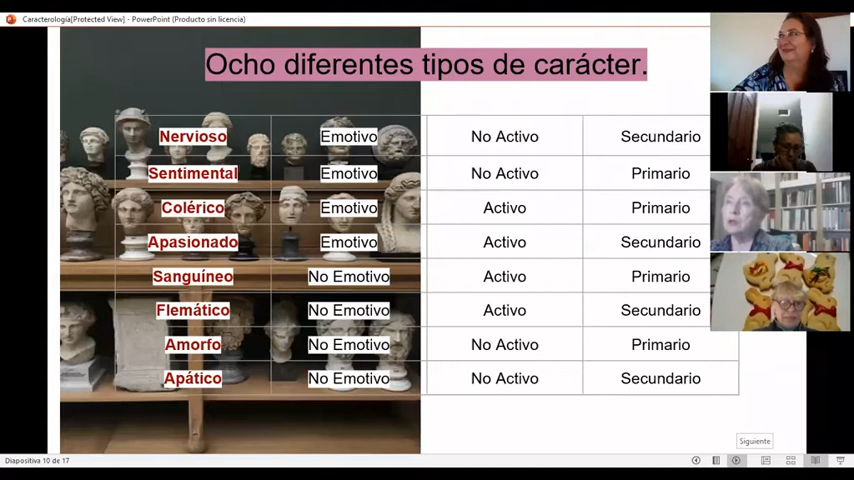 Caracterología[Protected View] - PowerPoint (Producto sin licencia)
Ocho diferentes tipos de carácter.
Nervioso Emotivo No Activo Secundario
Sentimental Emotivo No Activo Primario
Colérico Emotivo Activo Primario
Apasionado Emotivo Activo Secundario
Sanguíneo No Emotivo Activo Primario
Flemático No Emotivo Activo Secundario
Amorfo No Emotivo No Activo Primario
Apático No Emotivo No Activo Secundario
Siguiente
Diapositiva 10 de 17